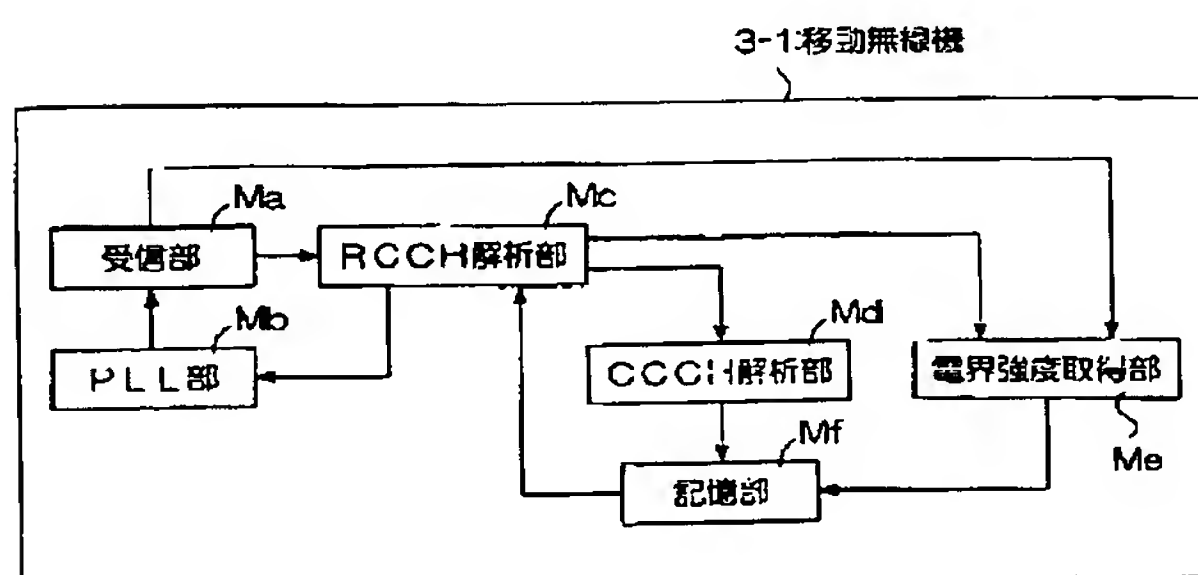 3-1:移動無線機
Ma
受信部
Mc
RCCH解析部
Mb
PLL部
Md
CCCH解析部
電界強度取得部
Me
Mf
記憶部